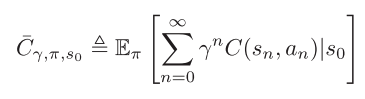 $\bar{C}_{\gamma,\pi,s_0} \triangleq \mathbb{E}_\pi \left[ \sum_{n=0}^{\infty} \gamma^n C(s_n, a_n) | s_0 \right]$